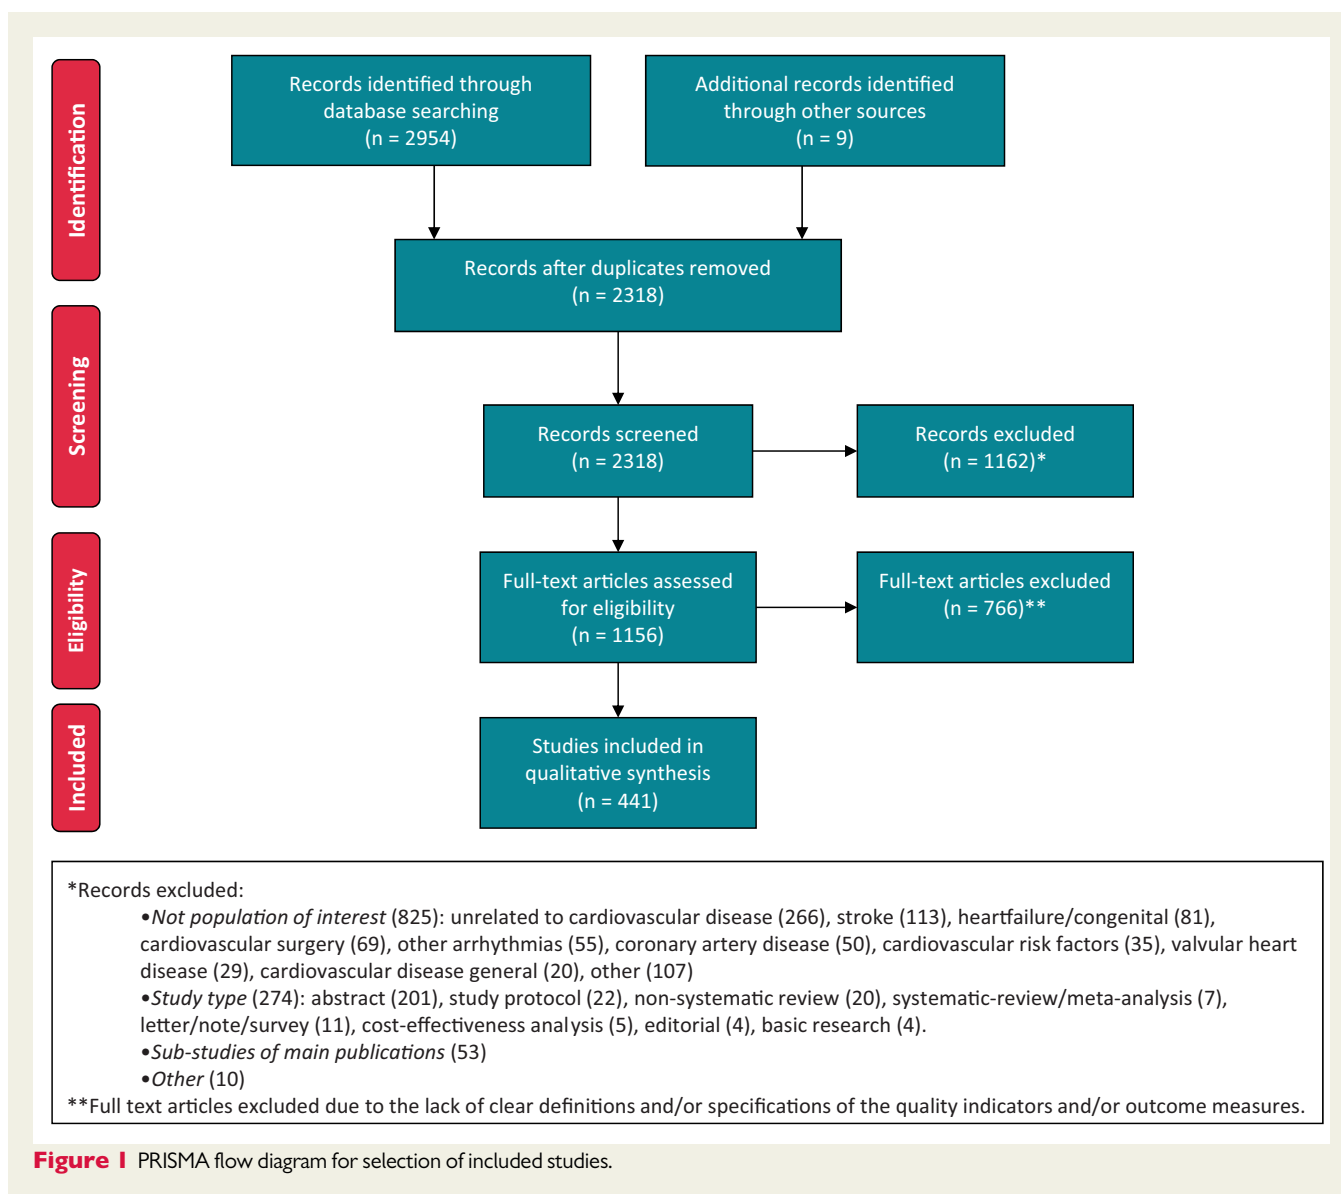 Identification
Records identified through
database searching
(n = 2954)
Additional records identified
through other sources
(n = 9)
Records after duplicates removed
(n = 2318)
Screening
Records screened
(n = 2318)
Records excluded
(n = 1162)*
Eligibility
Full-text articles assessed
for eligibility
(n = 1156)
Full-text articles excluded
(n = 766)**
Included
Studies included in
qualitative synthesis
(n = 441)
*Records excluded:
•Not population of interest (825): unrelated to cardiovascular disease (266), stroke (113), heartfailure/congenital (81),
cardiovascular surgery (69), other arrhythmias (55), coronary artery disease (50), cardiovascular risk factors (35), valvular heart
disease (29), cardiovascular disease general (20), other (107)
•Study type (274): abstract (201), study protocol (22), non-systematic review (20), systematic-review/meta-analysis (7),
letter/note/survey (11), cost-effectiveness analysis (5), editorial (4), basic research (4).
•Sub-studies of main publications (53)
•Other (10)
**Full text articles excluded due to the lack of clear definitions and/or specifications of the quality indicators and/or outcome measures.
Figure 1 PRISMA flow diagram for selection of included studies.